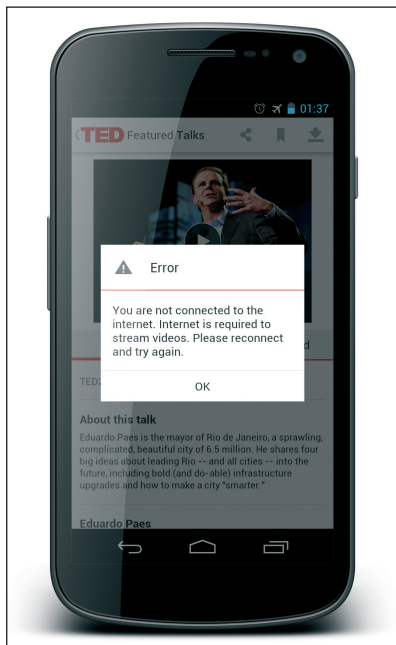 01:37
TED Featured Talks
Error
You are not connected to the
internet. Internet is required to
stream videos. Please reconnect
and try again.
OK
About this talk
Eduardo Paes is the mayor of Rio de Janeiro, a sprawling,
complicated, beautiful city of 6.5 million. He shares four
big ideas about leading Rio -- and all cities -- into the
future, including bold (and do-able) infrastructure
upgrades and how to make a city "smarter."
Eduardo Paes